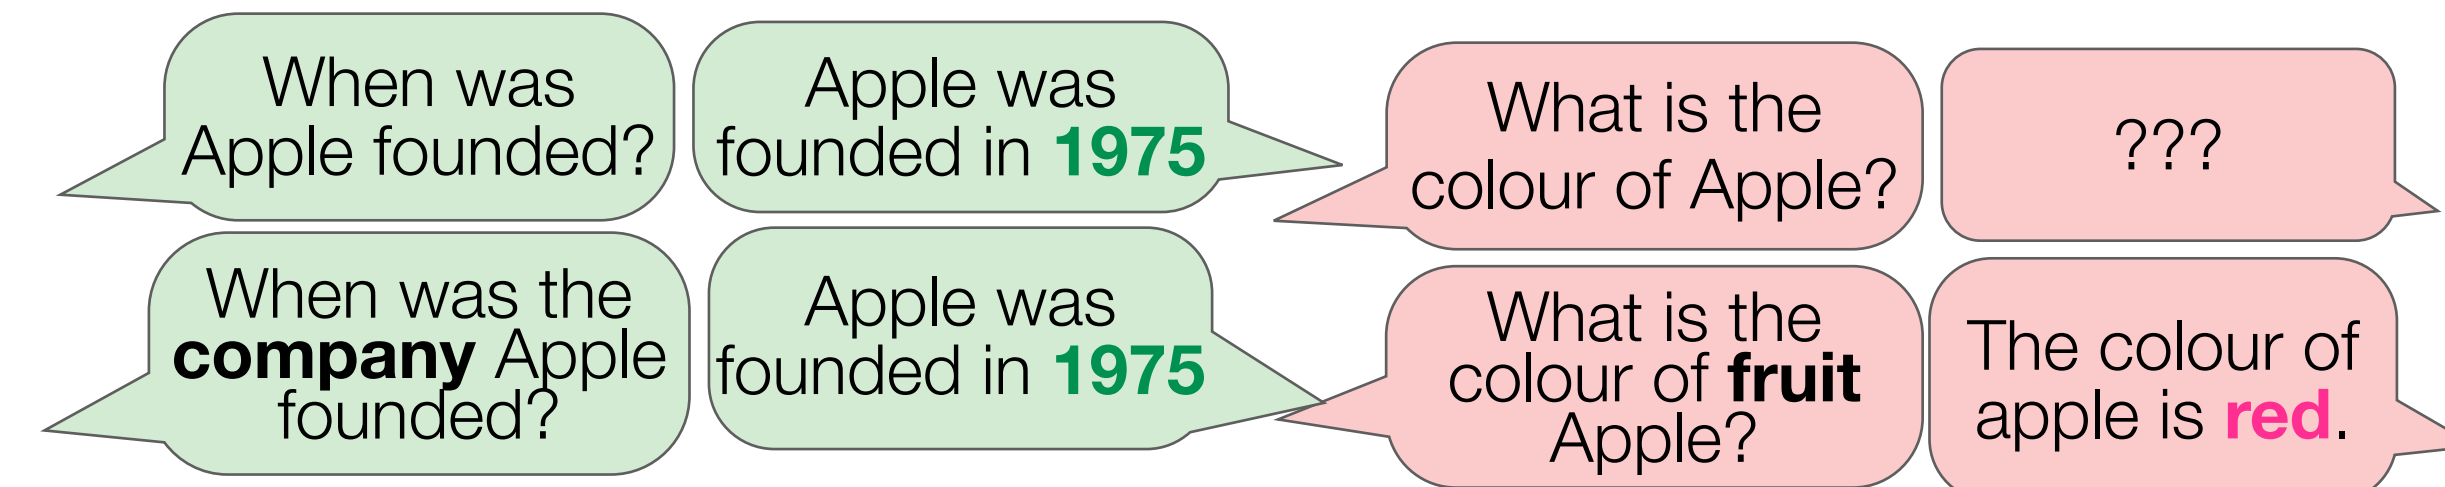 When was
Apple founded?
Apple was
founded in 1975
What is the
colour of Apple?
???
When was the
company Apple
founded?
Apple was
founded in 1975
What is the
colour of fruit
Apple?
The colour of
apple is red.